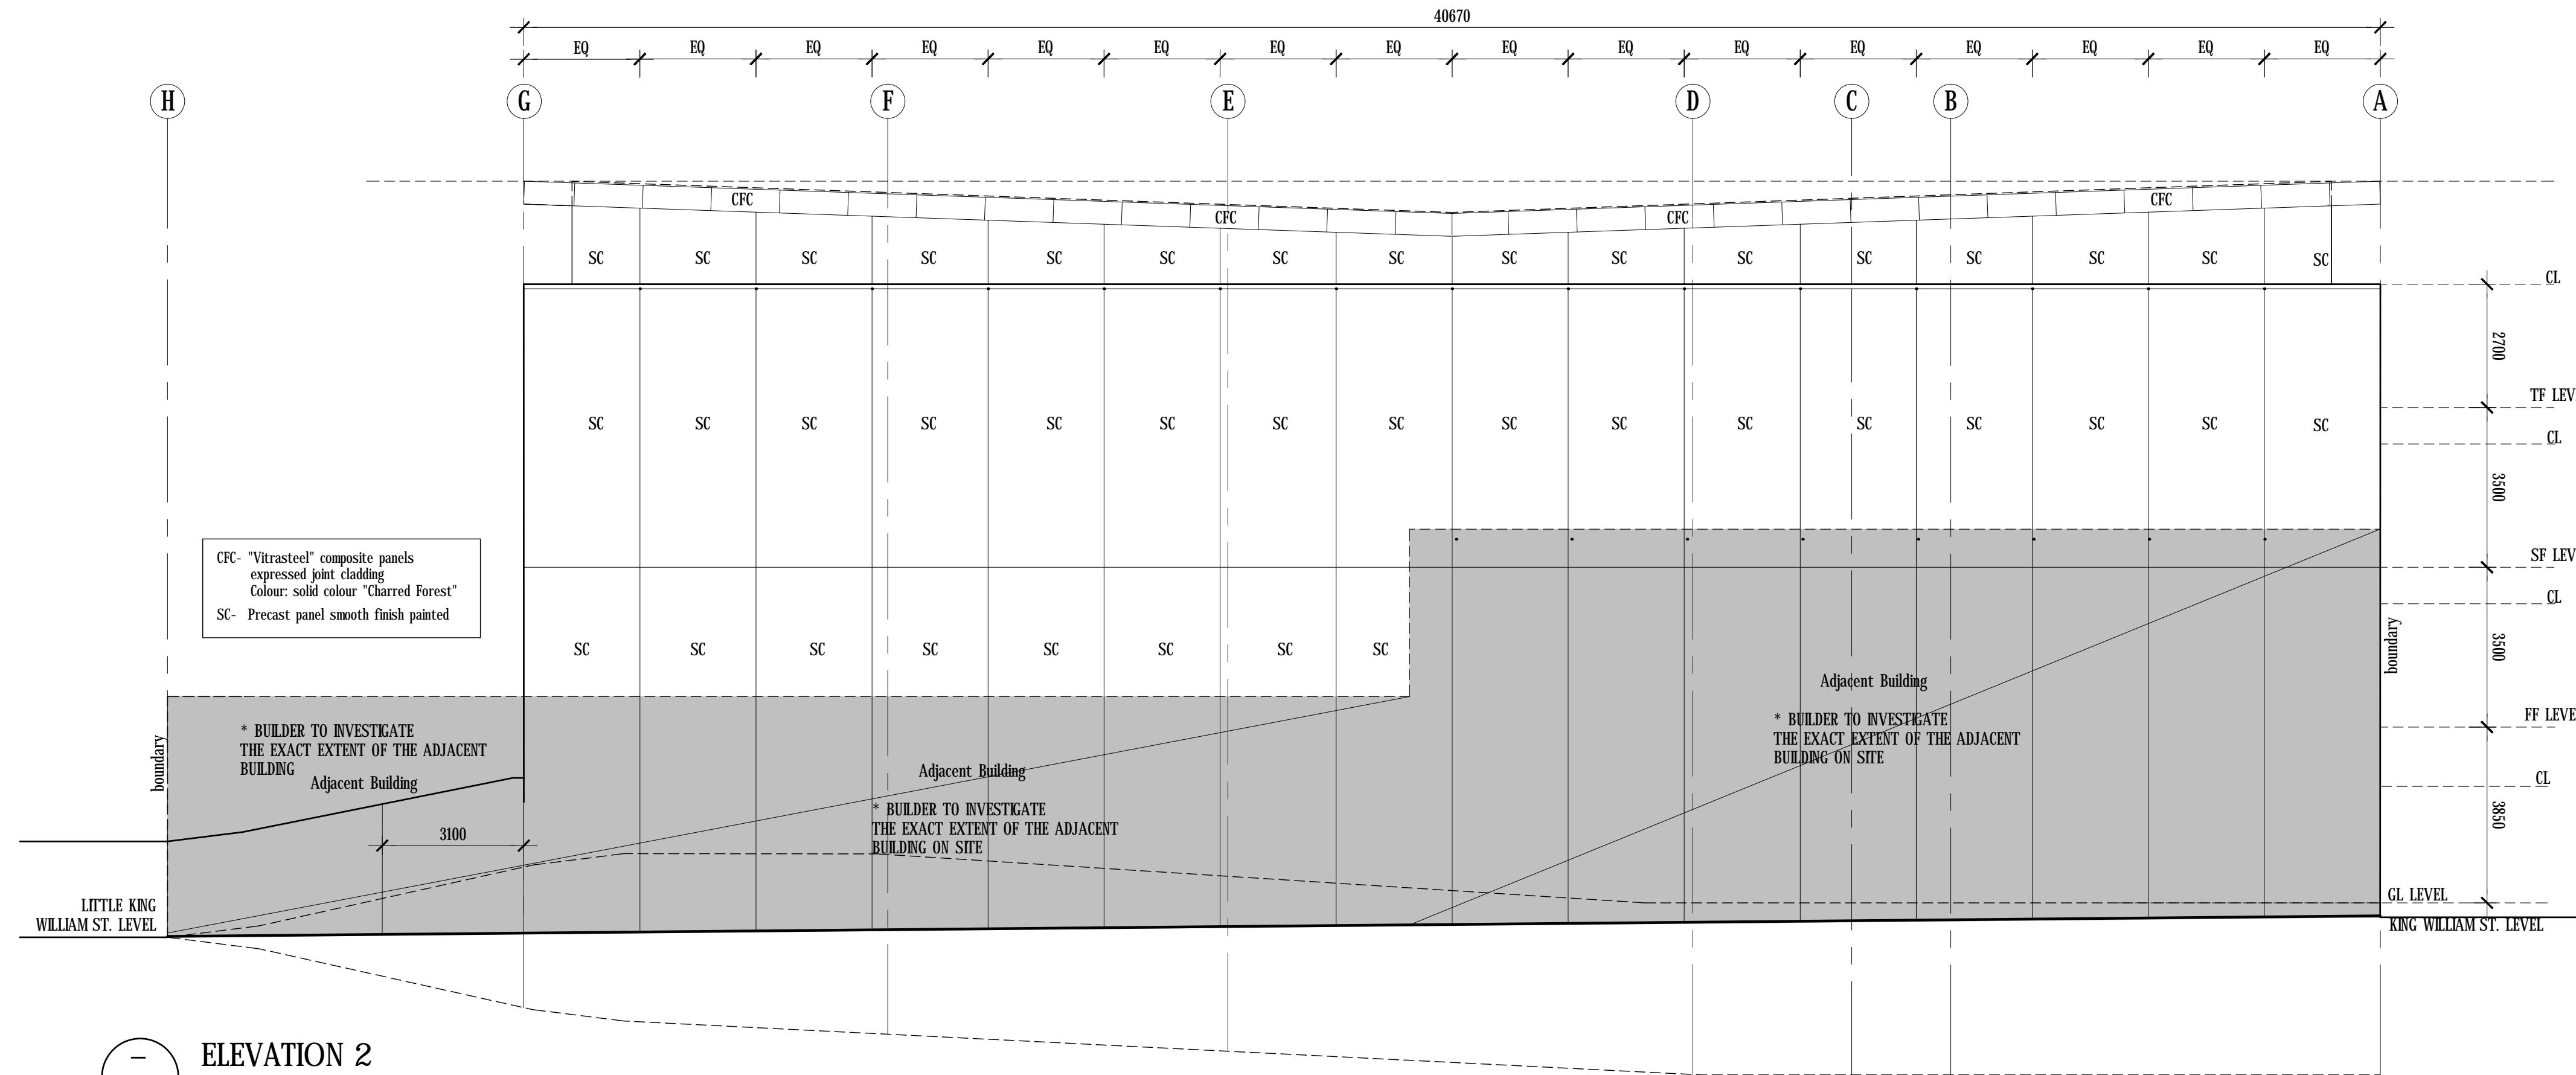 40670
EQ EQ EQ EQ EQ EQ EQ EQ EQ EQ EQ EQ EQ EQ EQ EQ
H G F E D C B A
CFC CFC CFC CFC
SC SC SC SC SC SC SC SC SC SC SC SC SC SC SC SC
CL
2700
TF LEV
SC SC SC SC SC SC SC SC SC SC SC SC SC SC SC SC
CL
3500
SF LEV
CFC- "Vitrasteel" composite panels
expressed joint cladding
Colour: solid colour "Charred Forest"
SC- Precast panel smooth finish painted
CL
boundary
3500
SC SC SC SC SC SC SC SC
Adjacent Building
* BUILDER TO INVESTIGATE
THE EXACT EXTENT OF THE ADJACENT
BUILDING ON SITE
FF LEVE
boundary
* BUILDER TO INVESTIGATE
THE EXACT EXTENT OF THE ADJACENT
BUILDING
Adjacent Building
Adjacent Building
* BUILDER TO INVESTIGATE
THE EXACT EXTENT OF THE ADJACENT
BUILDING ON SITE
CL
3850
3100
GL LEVEL
LITTLE KING
WILLIAM ST. LEVEL
KING WILLIAM ST. LEVEL
–
ELEVATION 2